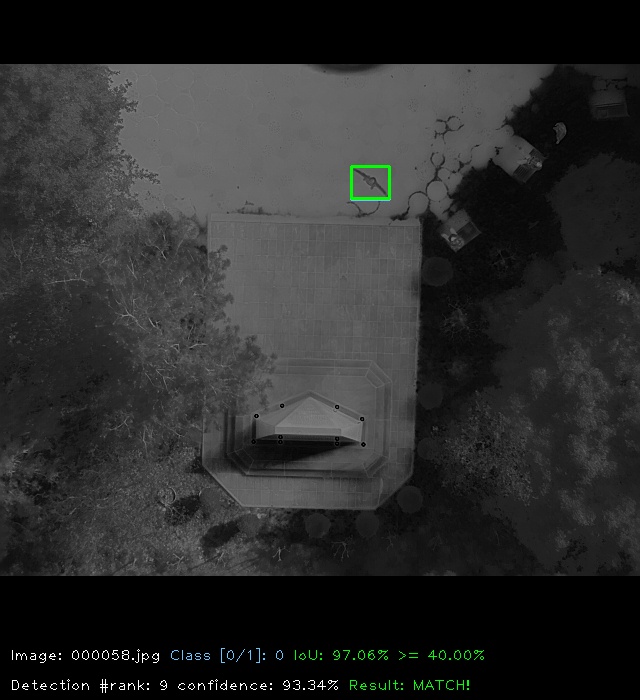 Image: 000058.jpg Class [0/1]: 0 IoU: 97.06% >= 40.00%
Detection #rank: 9 confidence: 93.34% Result: MATCH!